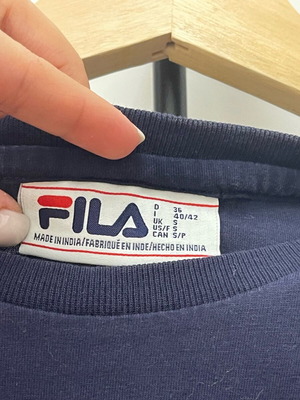 FILA
D 36
I 40/42
UK S
US/F S
CAN S/P
MADE IN INDIA/FABRIQUÉ EN INDE/HECHO EN INDIA